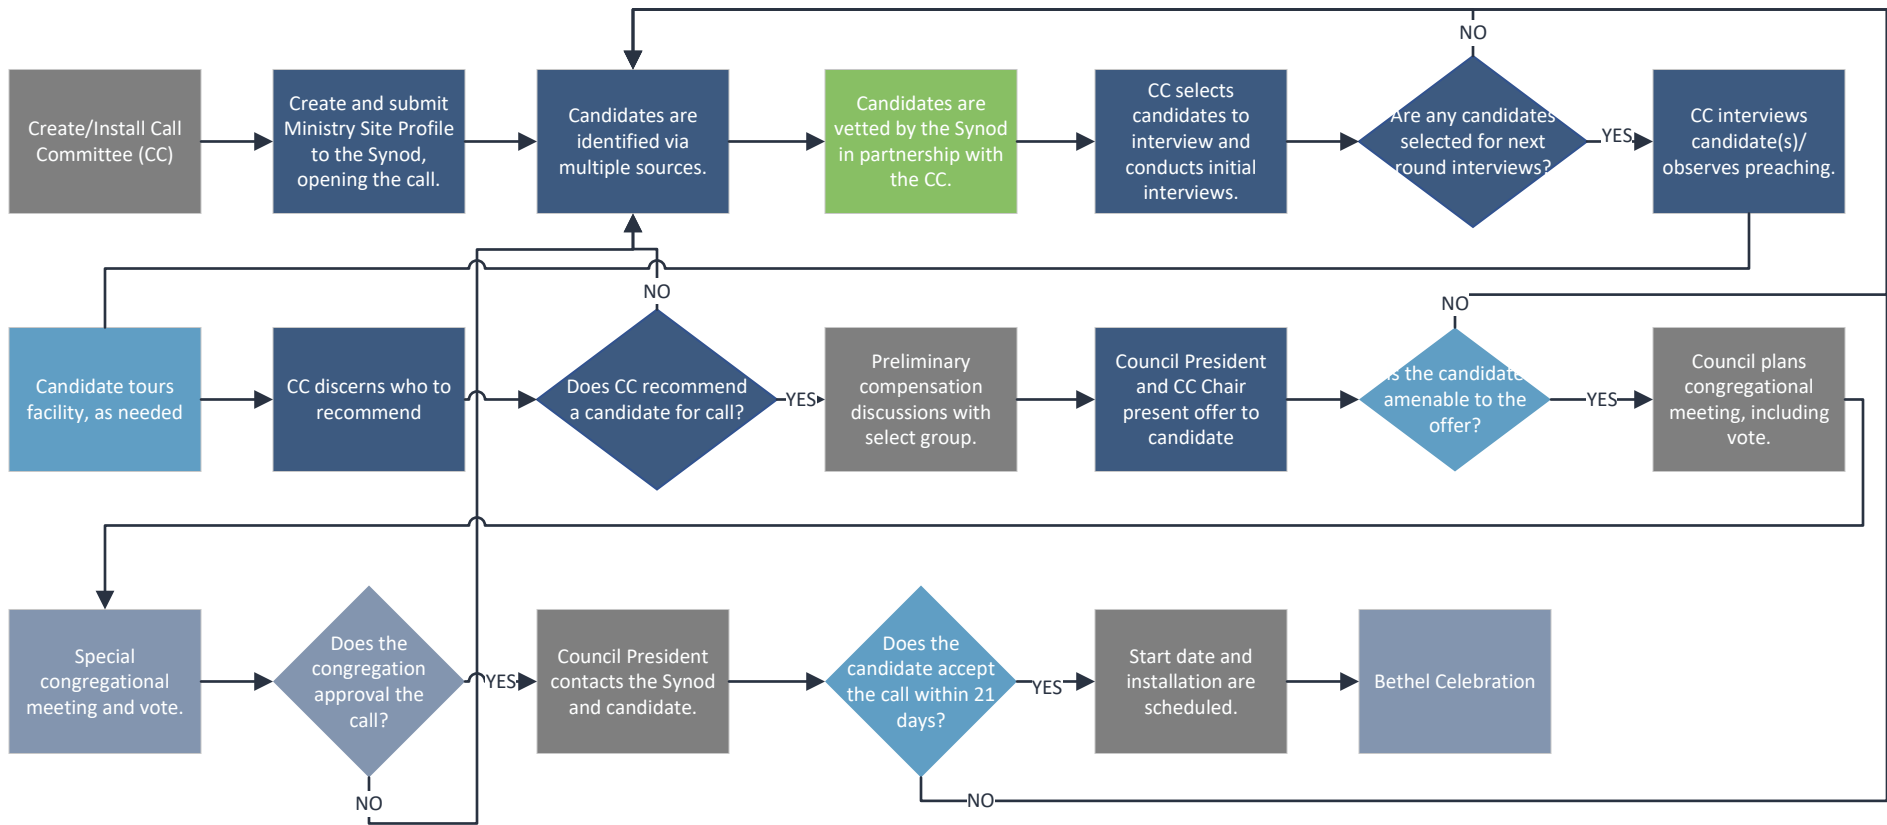 NO
Create/Install Call
Committee (CC)
Create and submit
Ministry Site Profile
to the Synod,
opening the call.
Candidates are
identified via
multiple sources.
Candidates are
vetted by the Synod
in partnership with
the CC.
CC selects
candidates to
interview and
conducts initial
interviews.
Are any candidates
selected for next
round interviews?
YES
CC interviews
candidate(s)/
observes preaching.
NO
NO
Candidate tours
facility, as needed
CC discerns who to
recommend
Does CC recommend
a candidate for call?
YES
Preliminary
compensation
discussions with
select group.
Council President
and CC Chair
present offer to
candidate
Is the candidate
amenable to the
offer?
YES
Council plans
congregational
meeting, including
vote.
Special
congregational
meeting and vote.
Does the
congregation
approval the
call?
YES
Council President
contacts the Synod
and candidate.
Does the
candidate accept
the call within 21
days?
YES
Start date and
installation are
scheduled.
Bethel Celebration
NO
NO